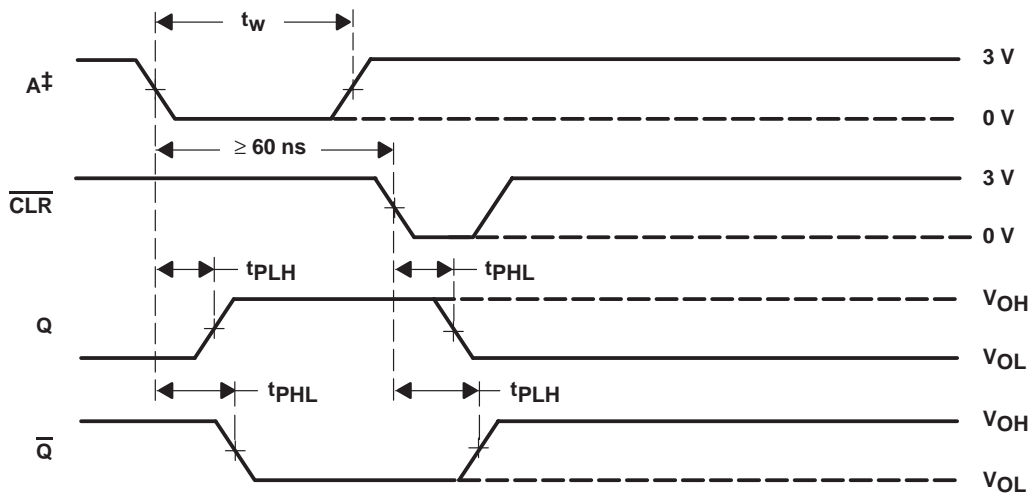 tw
A‡
3 V
0 V
≥ 60 ns
CLR
3 V
0 V
tPLH
tPHL
Q
VOH
VOL
tPHL
tPLH
Q
VOH
VOL